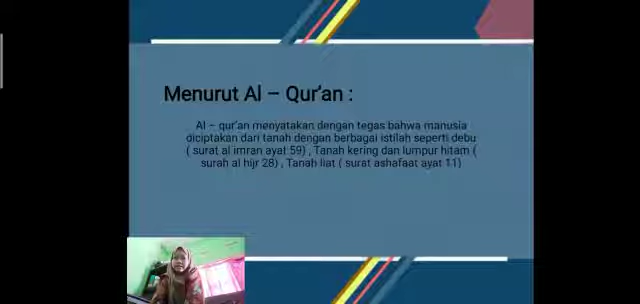 Menurut Al – Qur'an :
Al – qur'an menyatakan dengan tegas bahwa manusia
diciptakan dari tanah dengan berbagai istilah seperti debu
( surat al imran ayat 59) , Tanah kering dan lumpur hitam (
surah al hijr 28) , Tanah liat ( surat ashafaat ayat 11)